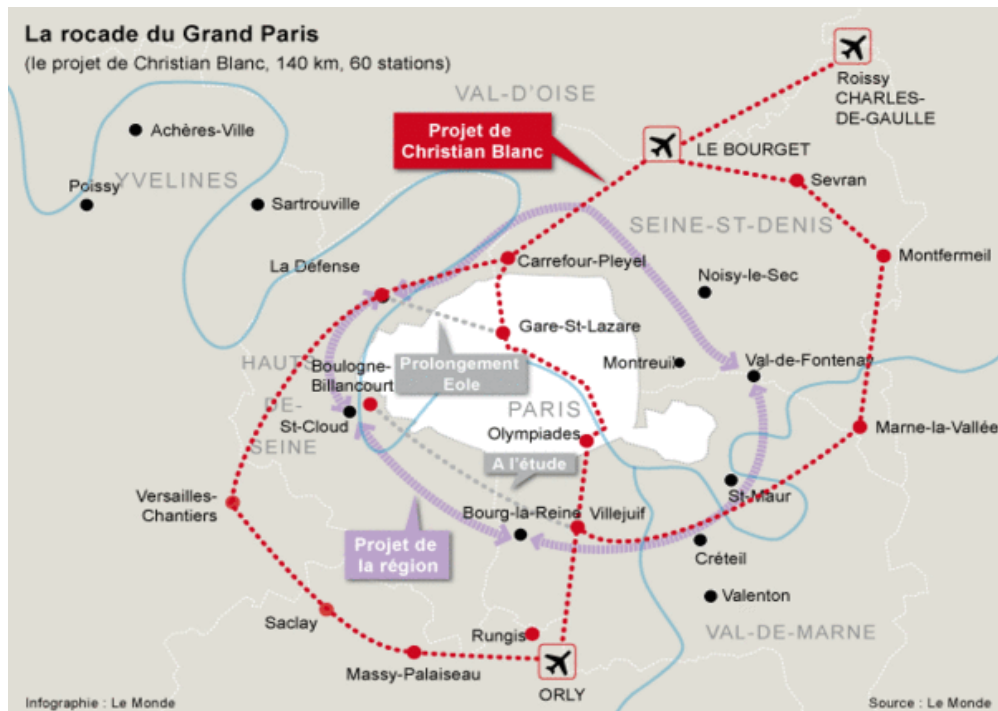 La rocade du Grand Paris
(le projet de Christian Blanc, 140 km, 60 stations)
VAL-D'OISE
Roissy
CHARLES-
DE-GAULLE
Projet de
Christian Blanc
Achères-Ville
LE BOURGET
YVELINES
Poissy
Sevran
Sartrouville
SEINE-ST-DENIS
La Défense
Carrefour-Pleyel
Montfermeil
Noisy-le-Sec
Gare-St-Lazare
HAUTS
DE-
SEINE
Boulogne-
Billancourt
Prolongement
Eole
Montreuil
Val-de-Fontenay
PARIS
St-Cloud
Olympiades
Marne-la-Vallée
A l'étude
Versailles-
Chantiers
St-Maur
Bourg-la-Reine
Villejuif
Projet de
la région
Créteil
Valenton
Saclay
Rungis
VAL-DE-MARNE
Massy-Palaiseau
ORLY
Infographie : Le Monde
Source : Le Monde